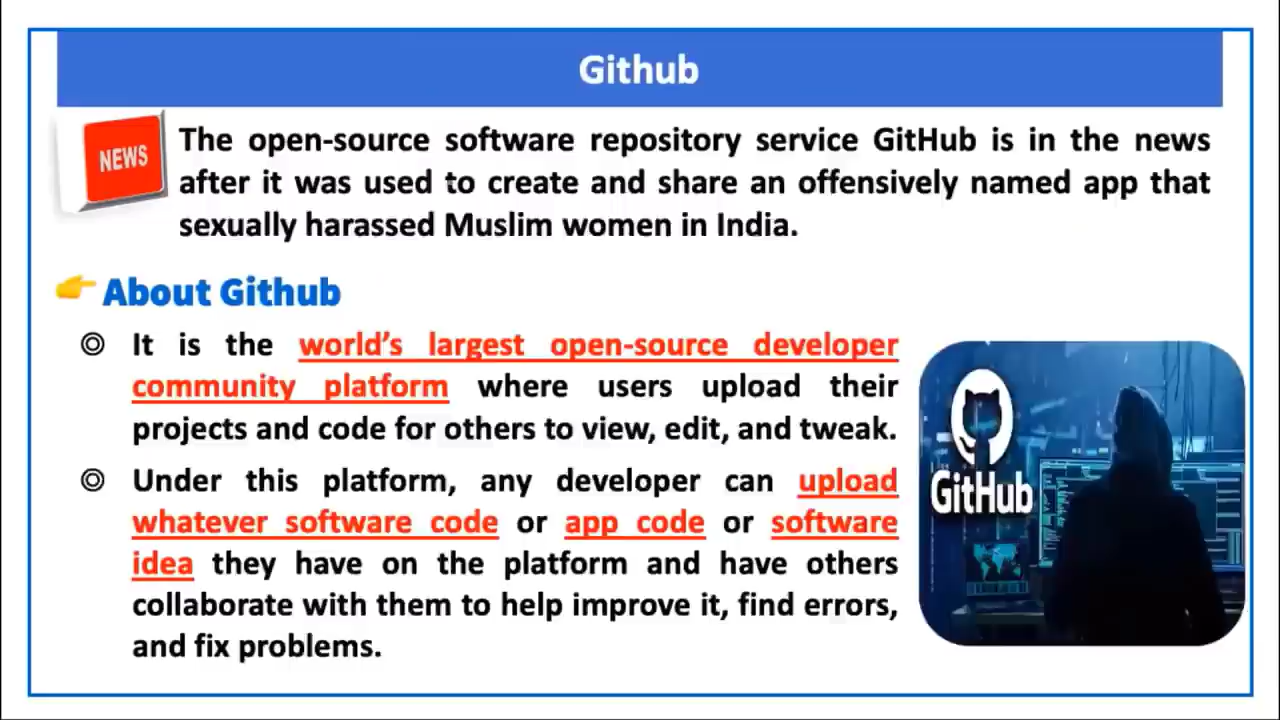 Github
NEWS
The open-source software repository service GitHub is in the news
after it was used to create and share an offensively named app that
sexually harassed Muslim women in India.
About Github
◎ It is the world’s largest open-source developer
community platform where users upload their
projects and code for others to view, edit, and tweak.
◎ Under this platform, any developer can upload
whatever software code or app code or software
idea they have on the platform and have others
collaborate with them to help improve it, find errors,
and fix problems.
GitHub